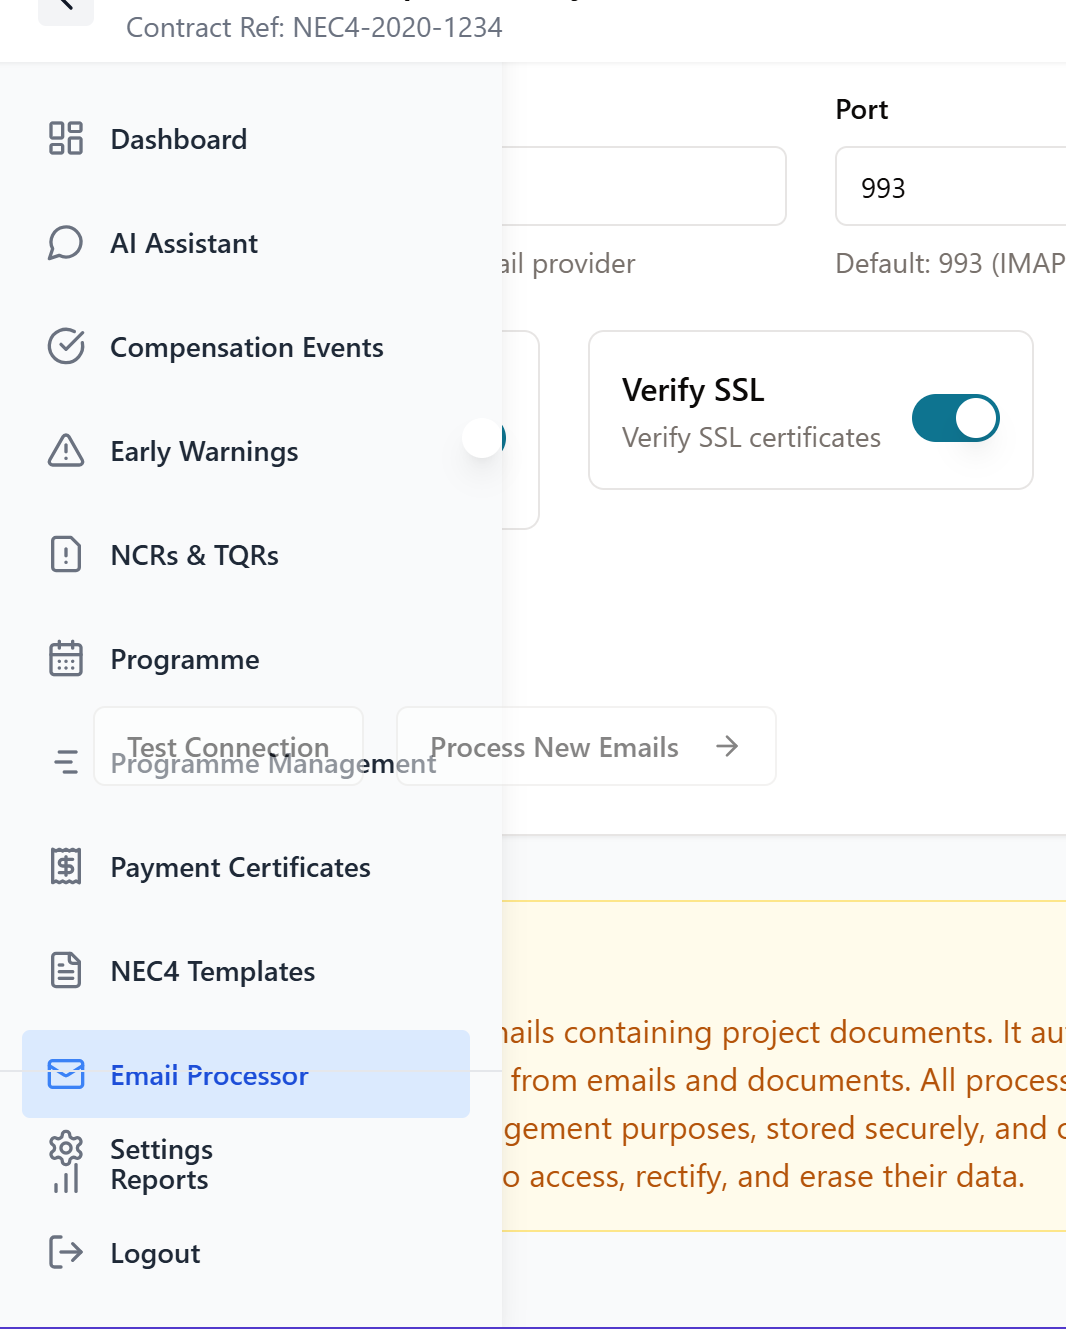 Contract Ref: NEC4-2020-1234
Dashboard
AI Assistant
Compensation Events
Early Warnings
NCRs & TQRs
Programme
Programme Management
Payment Certificates
NEC4 Templates
Email Processor
Settings
Reports
Logout
Port
993
ail provider
Default: 993 (IMAP
Verify SSL
Verify SSL certificates
Test Connection
Process New Emails
ails containing project documents. It au
from emails and documents. All process
gement purposes, stored securely, and
o access, rectify, and erase their data.